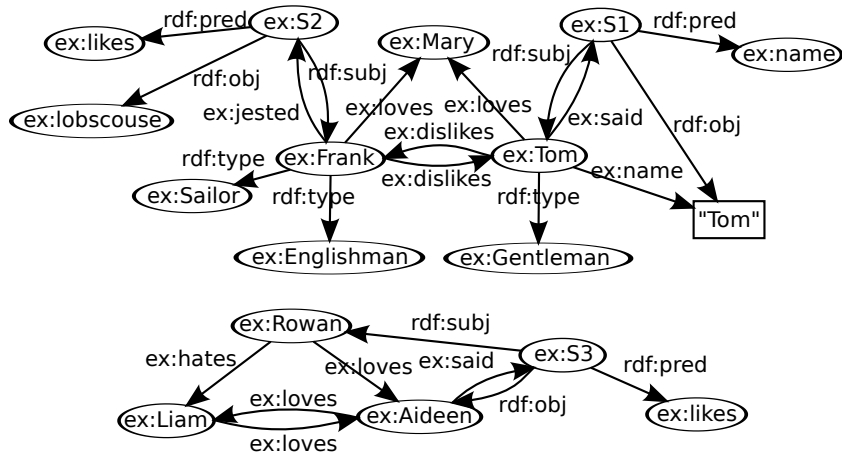 rdf:pred
ex:S2
ex:S1
rdf:pred
ex:likes
ex:Mary
rdf:subj
ex:name
rdf:obj
rdf:subj
ex:lobscouse
ex:jested
ex:loves
ex:loves
ex:said
rdf:obj
ex:dislikes
rdf:type
ex:Frank
ex:Tom
ex:name
ex:Sailor
rdf:type
ex:dislikes
rdf:type
"Tom"
ex:Englishman
ex:Gentleman
ex:Rowan
rdf:subj
ex:hates
ex:loves
ex:said
ex:S3
rdf:pred
ex:loves
rdf:obj
ex:Liam
ex:Aideen
ex:likes
ex:loves